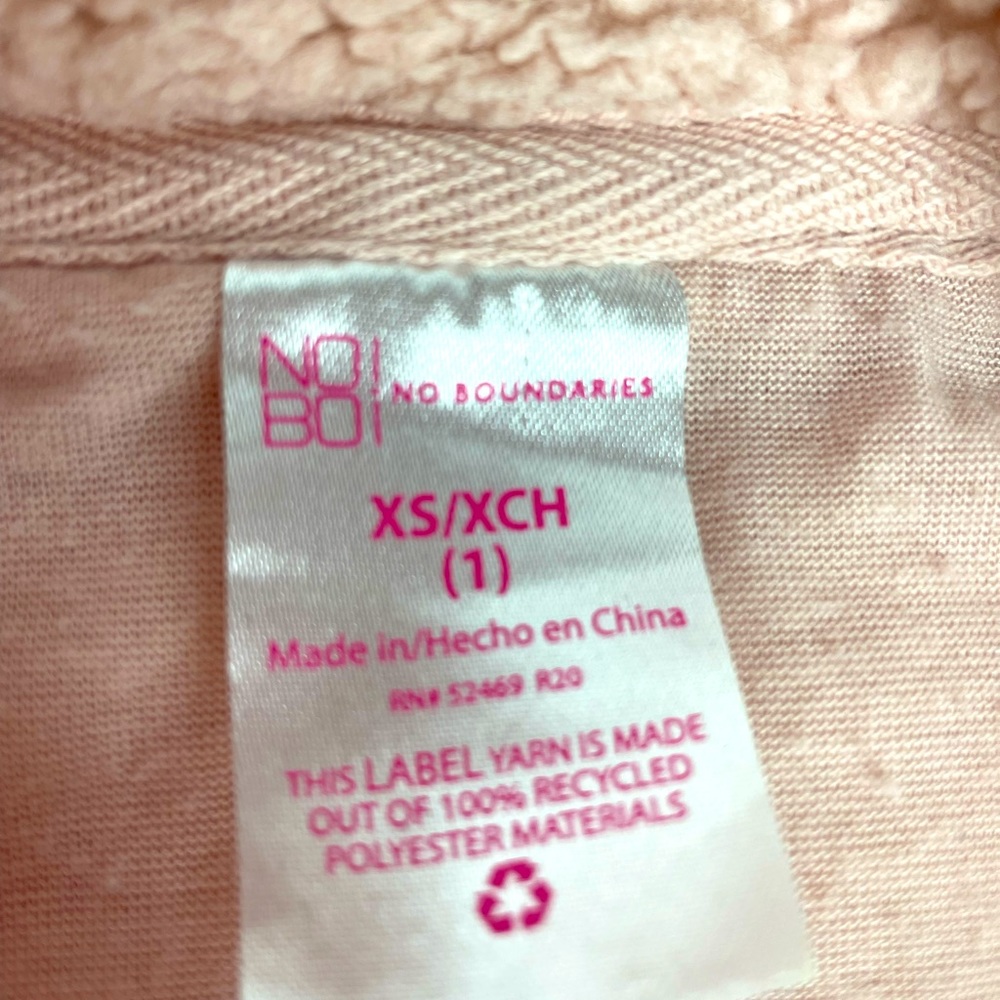 NO
BO
NO BOUNDARIES
XS/XCH
(1)
Made in/Hecho en China
RN# 52469 R20
THIS LABEL YARN IS MADE
OUT OF 100% RECYCLED
POLYESTER MATERIALS